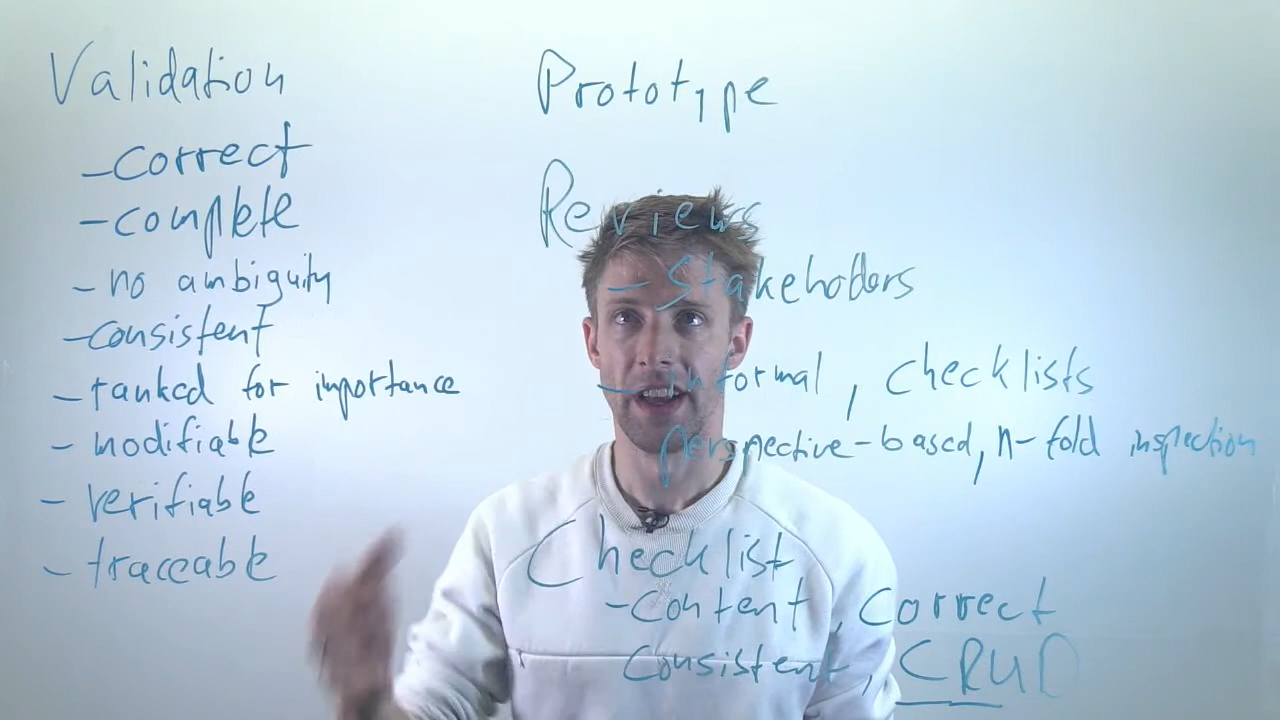 Validation
- correct
- complete
- no ambiguity
- consistent
- ranked for importance
- modifiable
- verifiable
- traceable
Prototype
Reviews
- Stakehoders
- informal, checklists
perspective-based, n-fold inspection
Checklist
- Content, correct
consistent, CRUD